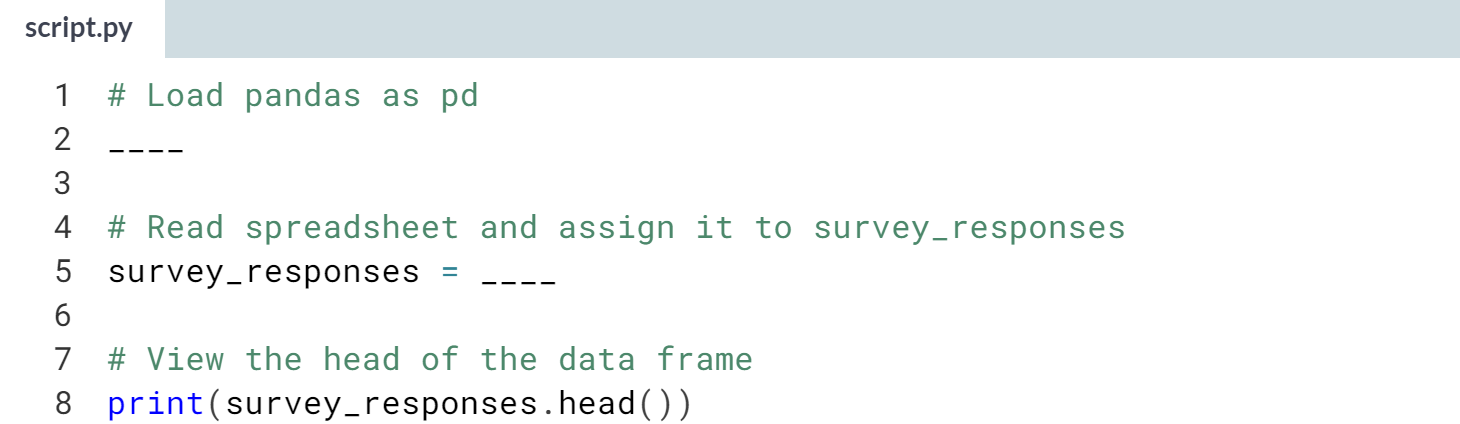 script.py
1 # Load pandas as pd
2 ____
3
4 # Read spreadsheet and assign it to survey_responses
5 survey_responses = ____
6
7 # View the head of the data frame
8 print(survey_responses.head())